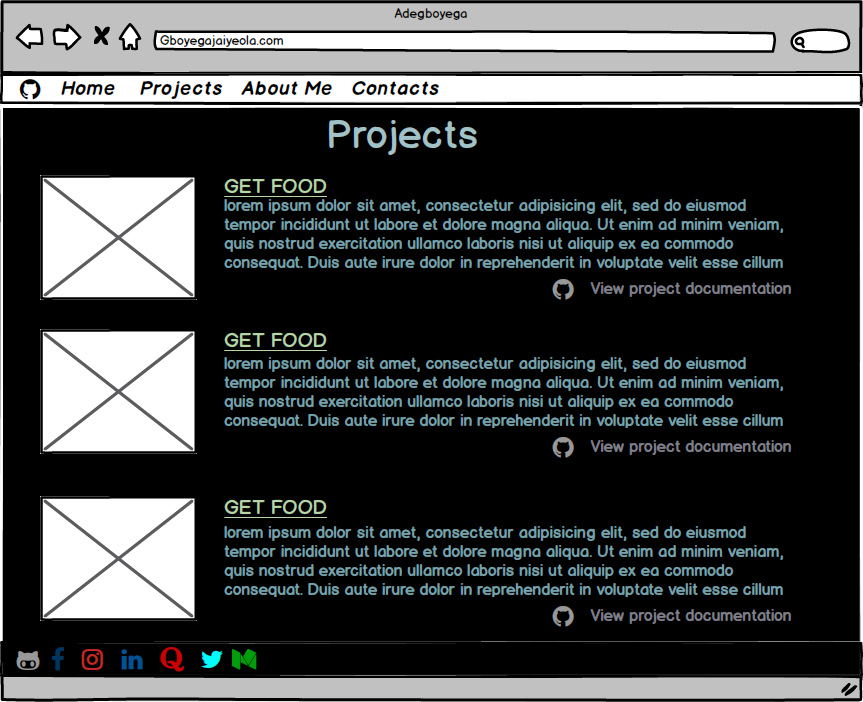 Adegboyega
Gboyegajaiyeola.com
Home Projects About Me Contacts
Projects
GET FOOD
lorem ipsum dolor sit amet, consectetur adipisicing elit, sed do eiusmod
tempor incididunt ut labore et dolore magna aliqua. Ut enim ad minim veniam,
quis nostrud exercitation ullamco laboris nisi ut aliquip ex ea commodo
consequat. Duis aute irure dolor in reprehenderit in voluptate velit esse cillum
View project documentation
GET FOOD
lorem ipsum dolor sit amet, consectetur adipisicing elit, sed do eiusmod
tempor incididunt ut labore et dolore magna aliqua. Ut enim ad minim veniam,
quis nostrud exercitation ullamco laboris nisi ut aliquip ex ea commodo
consequat. Duis aute irure dolor in reprehenderit in voluptate velit esse cillum
View project documentation
GET FOOD
lorem ipsum dolor sit amet, consectetur adipisicing elit, sed do eiusmod
tempor incididunt ut labore et dolore magna aliqua. Ut enim ad minim veniam,
quis nostrud exercitation ullamco laboris nisi ut aliquip ex ea commodo
consequat. Duis aute irure dolor in reprehenderit in voluptate velit esse cillum
View project documentation